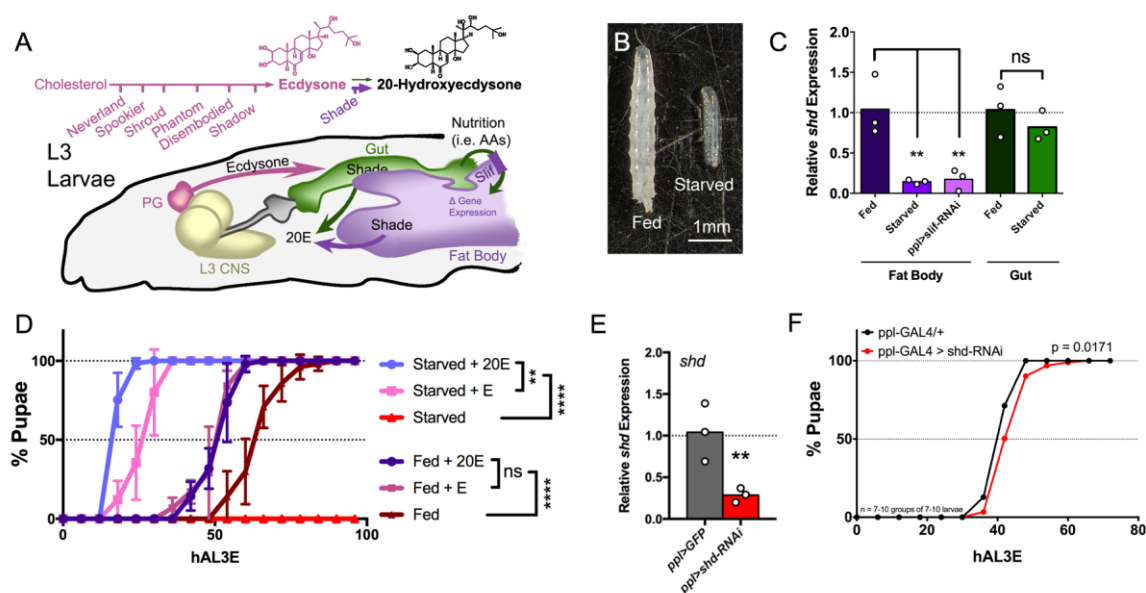 A
Cholesterol
Neverland
Spookier
Shroud
Phantom
Disembodied
Shadow
Ecdysone
Shade
20-Hydroxyecdysone
L3
Larvae
Ecdysone
PG
L3 CNS
Gut
Shade
20E
Shade
Fat Body
Nutrition
(i.e. AAs)
Slif
Δ Gene
Expression
B
Fed
Starved
1mm
C
Relative shd Expression
2.0
1.5
1.0
0.5
0.0
**
**
ns
Fed
Starved
ppl>slif-RNAi
Fed
Starved
Fat Body
Gut
D
% Pupae
100
50
0
0
50
100
hAL3E
Starved + 20E
Starved + E
Starved
**
****
Fed + 20E
Fed + E
Fed
ns
****
E
shd
Relative shd Expression
2.0
1.5
1.0
0.5
0.0
**
ppl>GFP
ppl>shd-RNAi
F
ppl-GAL4/+
ppl-GAL4 > shd-RNAi
p = 0.0171
% Pupae
100
50
0
n = 7-10 groups of 7-10 larvae
0
20
40
60
80
hAL3E